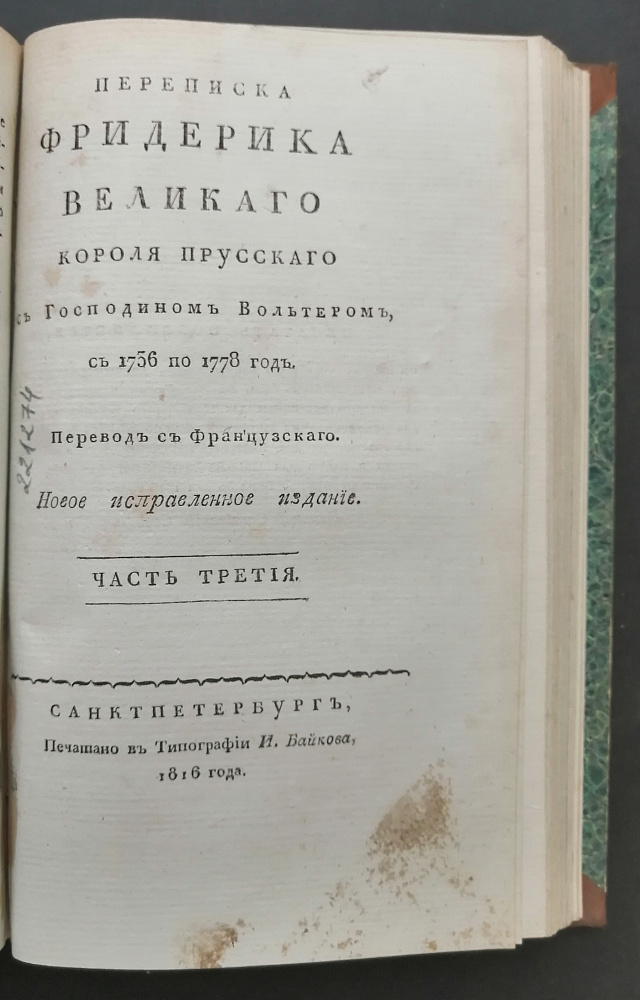 ПЕРЕПИСКА
ФРИДЕРИКА
ВЕЛИКАГО
КОРОЛЯ ПРУССКАГО
съ Господиномъ Вольтеромъ,
съ 1736 по 1778 годъ.
Переводъ съ Французскаго.
Новое исправленное изданіе.
ЧАСТЬ ТРЕТІЯ.
САНКТПЕТЕРБУРГЪ,
Печатано въ Типографіи И. Байкова,
1816 года.
221274